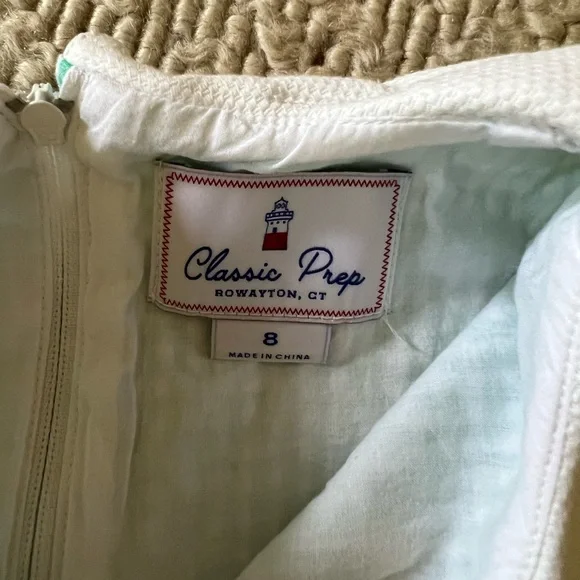 Classic Prep
ROWAYTON, CT
8
MADE IN CHINA